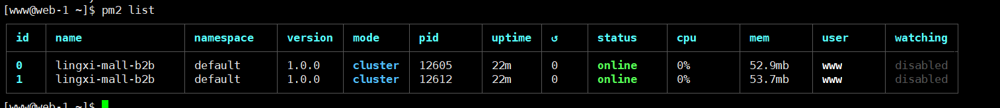 [www@web-1 ~]$ pm2 list
id name namespace version mode pid uptime ↺ status cpu mem user watching
0 lingxi-mall-b2b default 1.0.0 cluster 12605 22m 0 online 0% 52.9mb www disabled
1 lingxi-mall-b2b default 1.0.0 cluster 12612 22m 0 online 0% 53.7mb www disabled
[www@web-1 ~]$